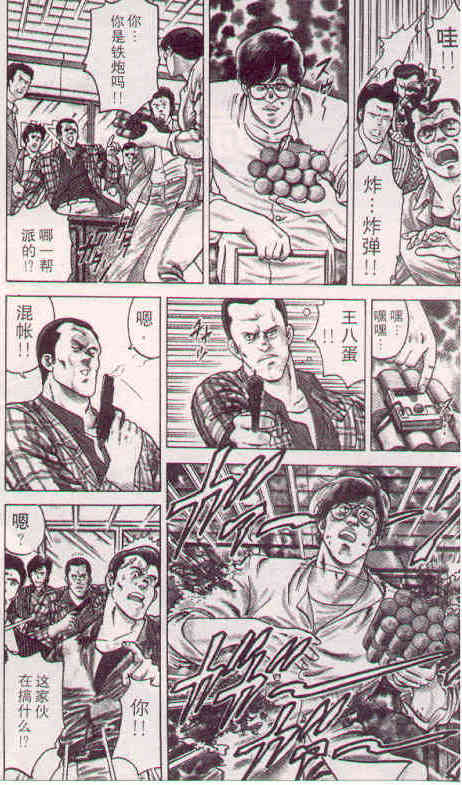 哇!!
炸…炸弹!!
你…
你是铁炮吗!!
哪一帮
派的!?
嘿…
嘿嘿…
王八蛋
!!
嗯.
混帐!!
你!!
嗯?
这家伙
在搞什么!?